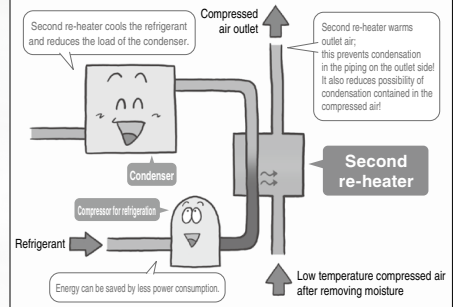 Second re-heater cools the refrigerant
and reduces the load of the condenser.
Compressed
air outlet
Second re-heater warms
outlet air;
this prevents condensation
in the piping on the outlet side!
It also reduces possibility of
condensation contained in the
compressed air!
Condenser
Second
re-heater
Compressor for refrigeration
Refrigerant
Energy can be saved by less power consumption.
Low temperature compressed air
after removing moisture